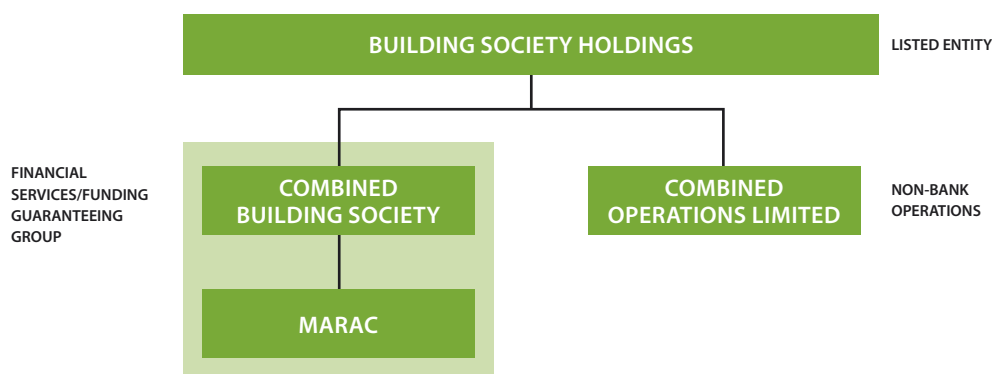 BUILDING SOCIETY HOLDINGS
LISTED ENTITY
FINANCIAL
SERVICES/FUNDING
GUARANTEEING
GROUP
COMBINED
BUILDING SOCIETY
COMBINED
OPERATIONS LIMITED
NON-BANK
OPERATIONS
MARAC